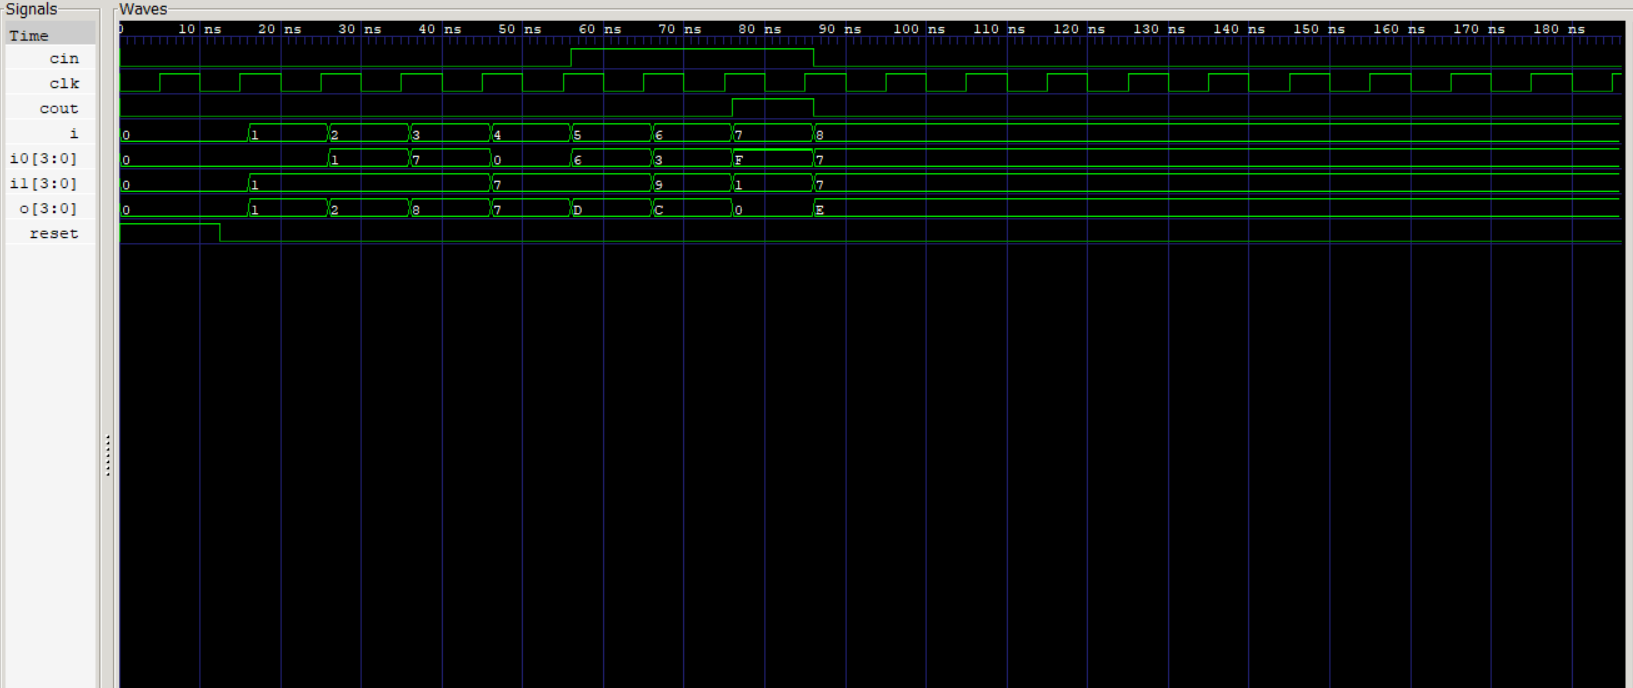 Signals Waves
Time 0 10 ns 20 ns 30 ns 40 ns 50 ns 60 ns 70 ns 80 ns 90 ns 100 ns 110 ns 120 ns 130 ns 140 ns 150 ns 160 ns 170 ns 180 ns
cin
clk
cout
i 0 1 2 3 4 5 6 7 8
i0[3:0] 0 1 7 0 6 3 F 7
i1[3:0] 0 1 7 9 1 7
o[3:0] 0 1 2 8 7 D C 0 E
reset